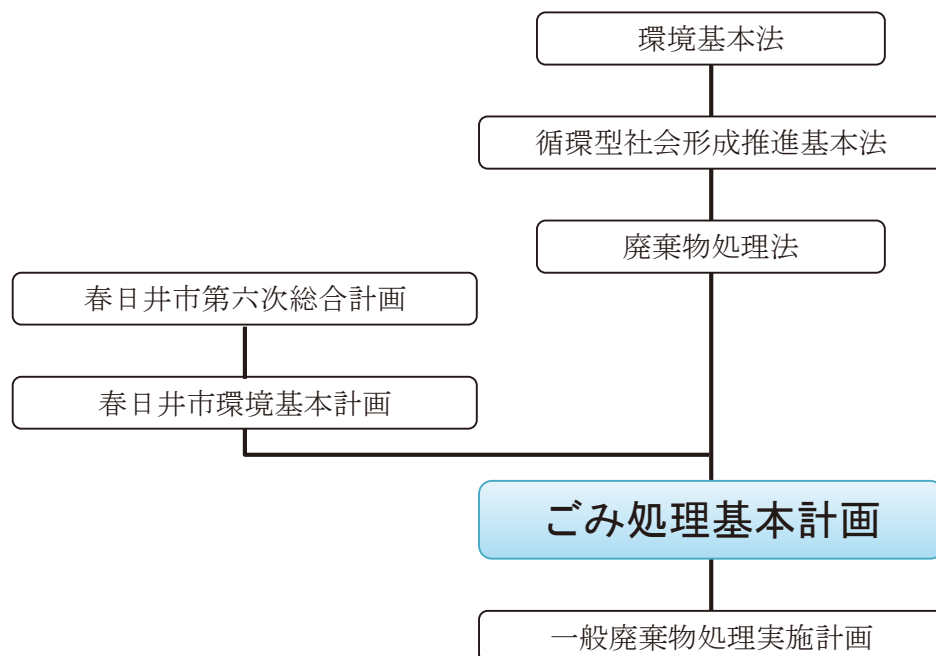 環境基本法
循環型社会形成推進基本法
廃棄物処理法
春日井市第六次総合計画
春日井市環境基本計画
ごみ処理基本計画
一般廃棄物処理実施計画